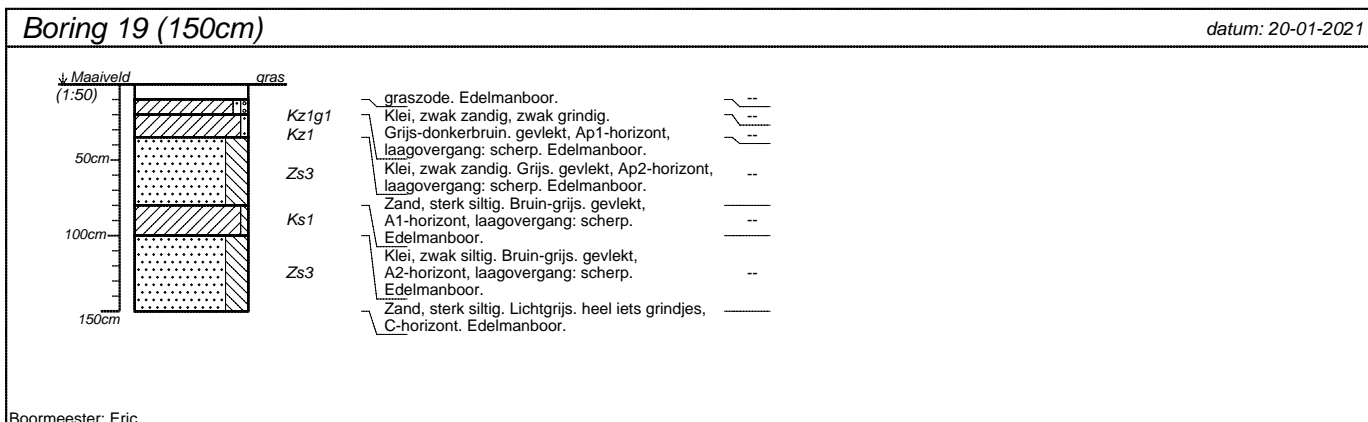 Boring 19 (150cm)
datum: 20-01-2021
Maaiveld
gras
(1:50)
50cm
100cm
150cm
Kz1g1
Kz1
Zs3
Ks1
Zs3
graszode. Edelmanboor.
Klei, zwak zandig, zwak grindig.
Grijs-donkerbruin. gevlekt, Ap1-horizont,
laagovergang: scherp. Edelmanboor.
Klei, zwak zandig. Grijs. gevlekt, Ap2-horizont,
laagovergang: scherp. Edelmanboor.
Zand, sterk siltig. Bruin-grijs. gevlekt,
A1-horizont, laagovergang: scherp.
Edelmanboor.
Klei, zwak siltig. Bruin-grijs. gevlekt,
A2-horizont, laagovergang: scherp.
Edelmanboor.
Zand, sterk siltig. Lichtgrijs. heel iets grindjes,
C-horizont. Edelmanboor.
--
--
--
--
--
--
Boormeester: Eric